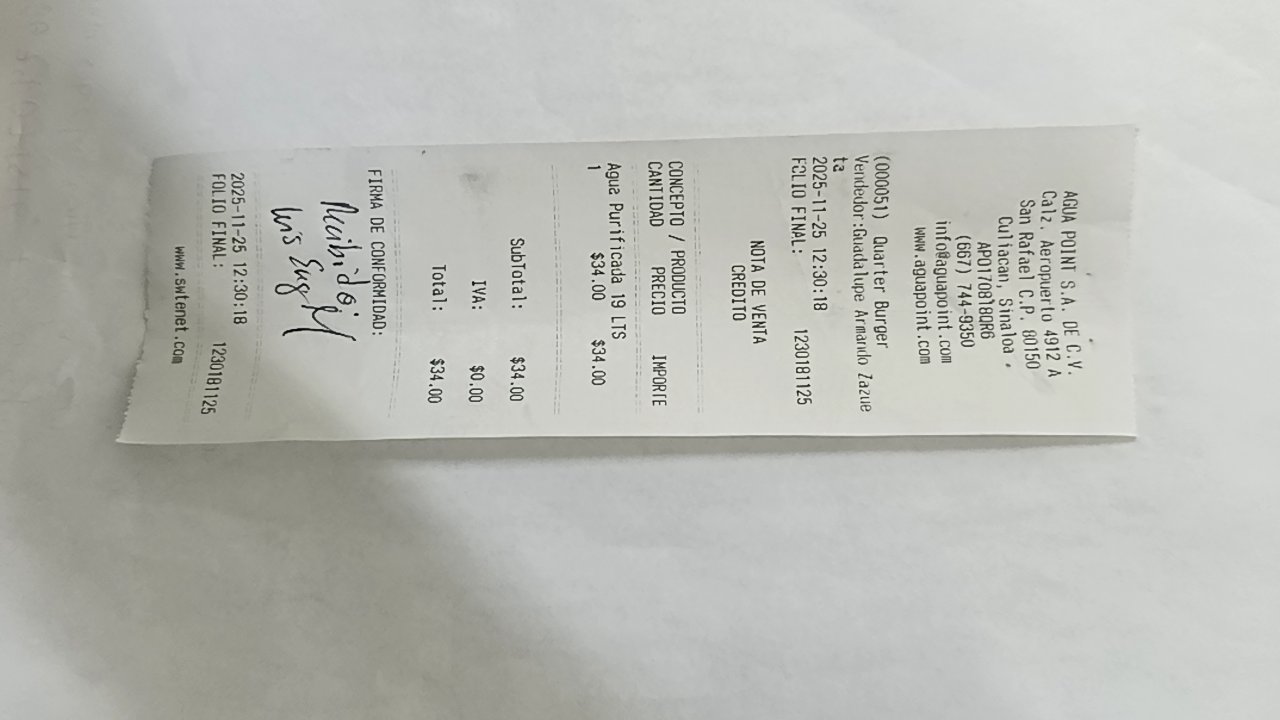 AGUA POINT S.A. DE C.V.
Calz. Aeropuerto 4912 A
San Rafael C.P. 80150
Culiacan, Sinaloa.
APO170818QR6
(667) 744-9350
info@aguapoint.com
www.aguapoint.com
(000051) Quarter Burger
Vendedor:Guadalupe Armando Zazue
ta
2025-11-25 12:30:18
FOLIO FINAL: 1230181125
NOTA DE VENTA
CREDITO
CONCEPTO / PRODUCTO
CANTIDAD PRECIO IMPORTE
Agua Purificada 19 LTS
1 $34.00 $34.00
SubTotal: $34.00
IVA: $0.00
Total: $34.00
FIRMA DE CONFORMIDAD:
Recibido
Luis
2025-11-25 12:30:18
FOLIO FINAL: 1230181125
www.swtenet.com